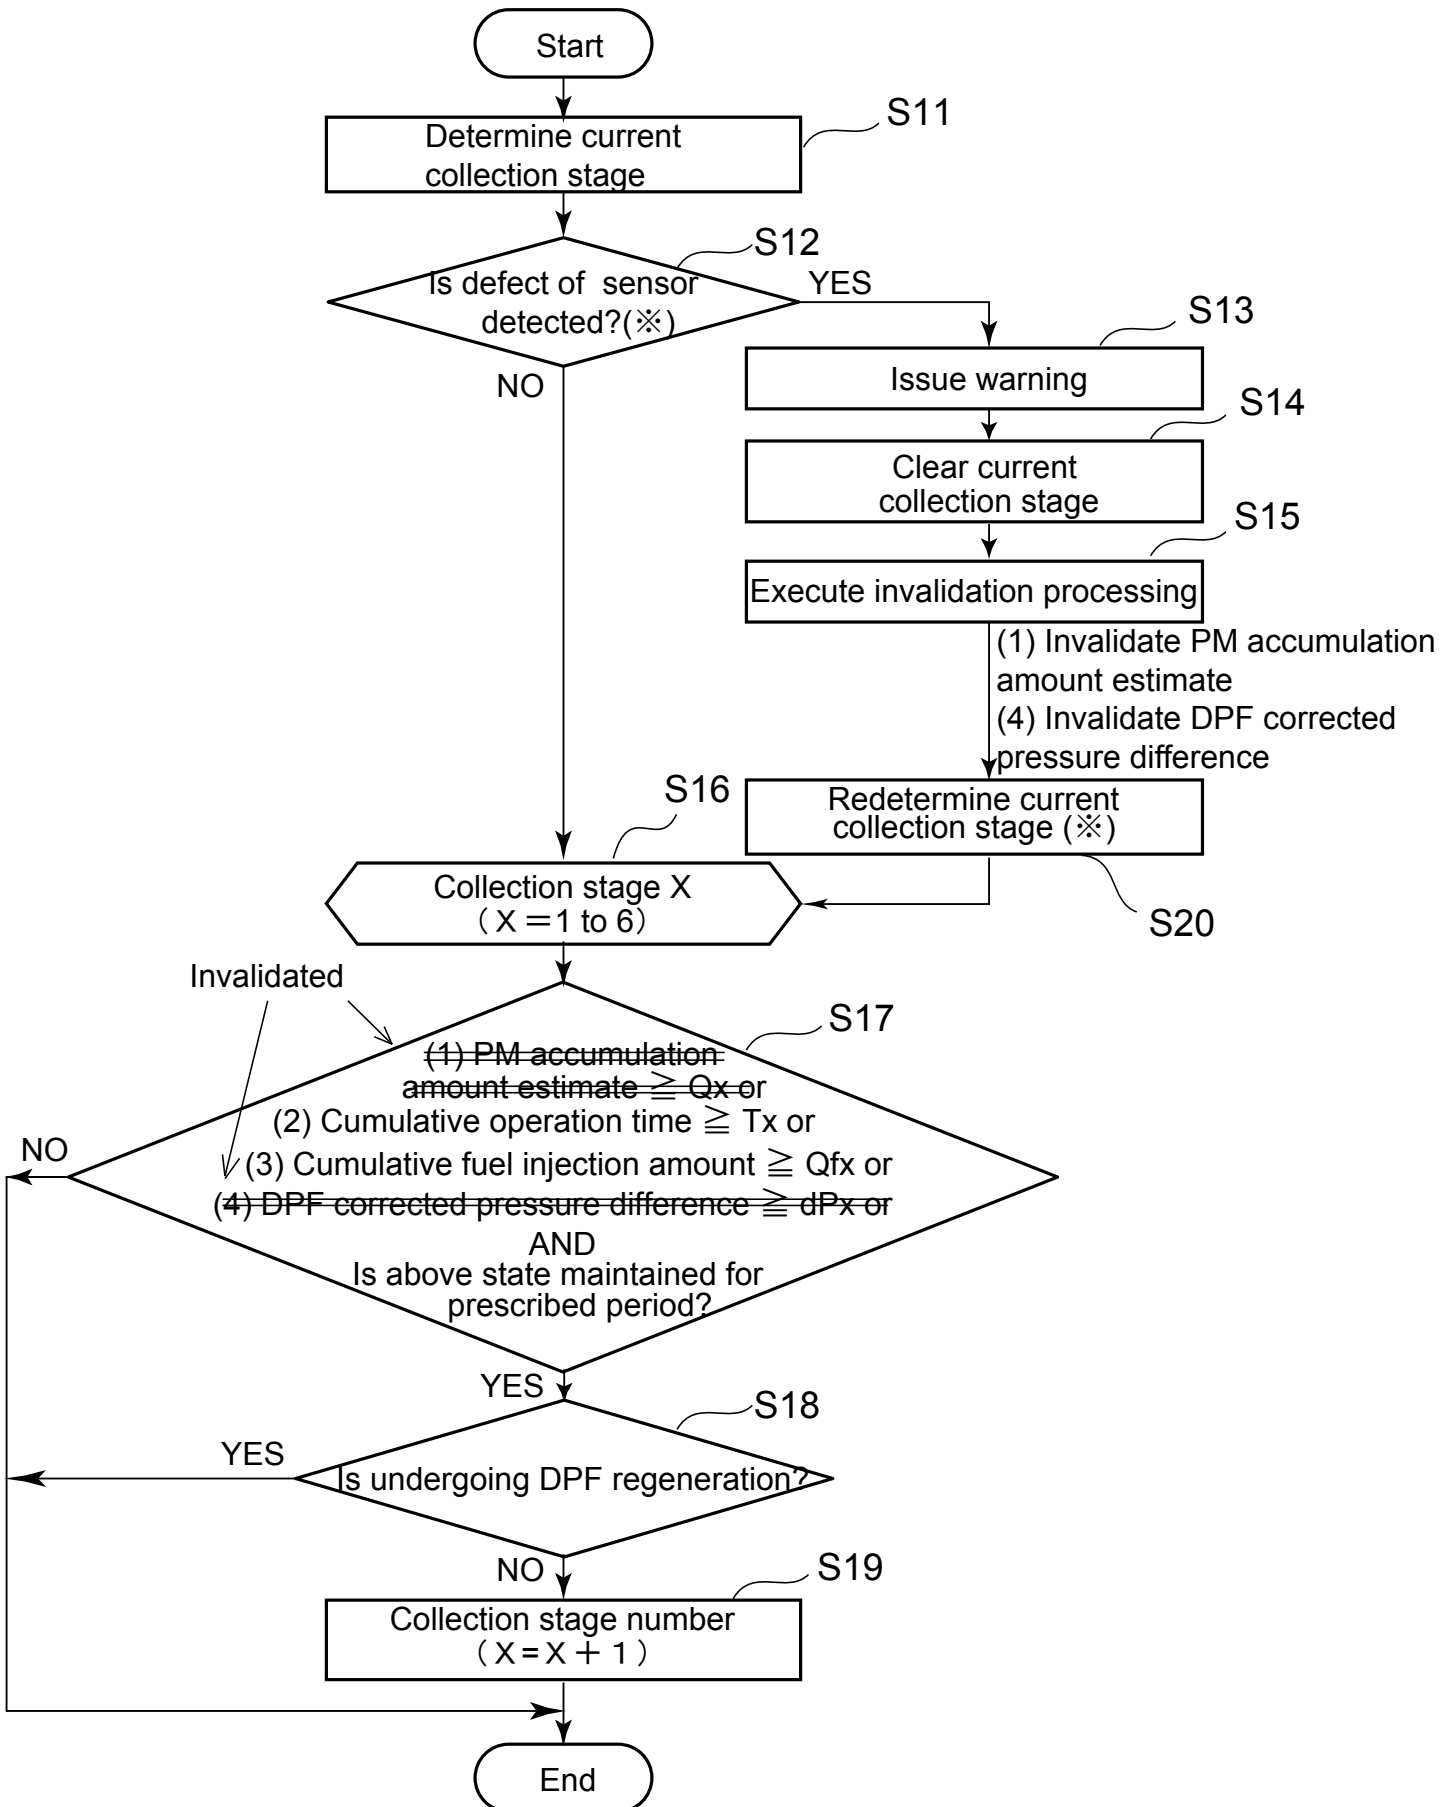 Start
Determine current
collection stage
S11
Is defect of sensor
detected?(※)
S12
YES
NO
S13
Issue warning
S14
Clear current
collection stage
S15
Execute invalidation processing
(1) Invalidate PM accumulation
amount estimate
(4) Invalidate DPF corrected
pressure difference
Redetermine current
collection stage (※)
S20
S16
Collection stage X
(X=1 to 6)
Invalidated
S17
(1) PM accumulation
amount estimate ≧ Qx or
(2) Cumulative operation time ≧ Tx or
(3) Cumulative fuel injection amount ≧ Qfx or
(4) DPF corrected pressure difference ≧ dPx or
AND
Is above state maintained for
prescribed period?
NO
YES
S18
YES
Is undergoing DPF regeneration?
NO
S19
Collection stage number
(X=X+1)
End